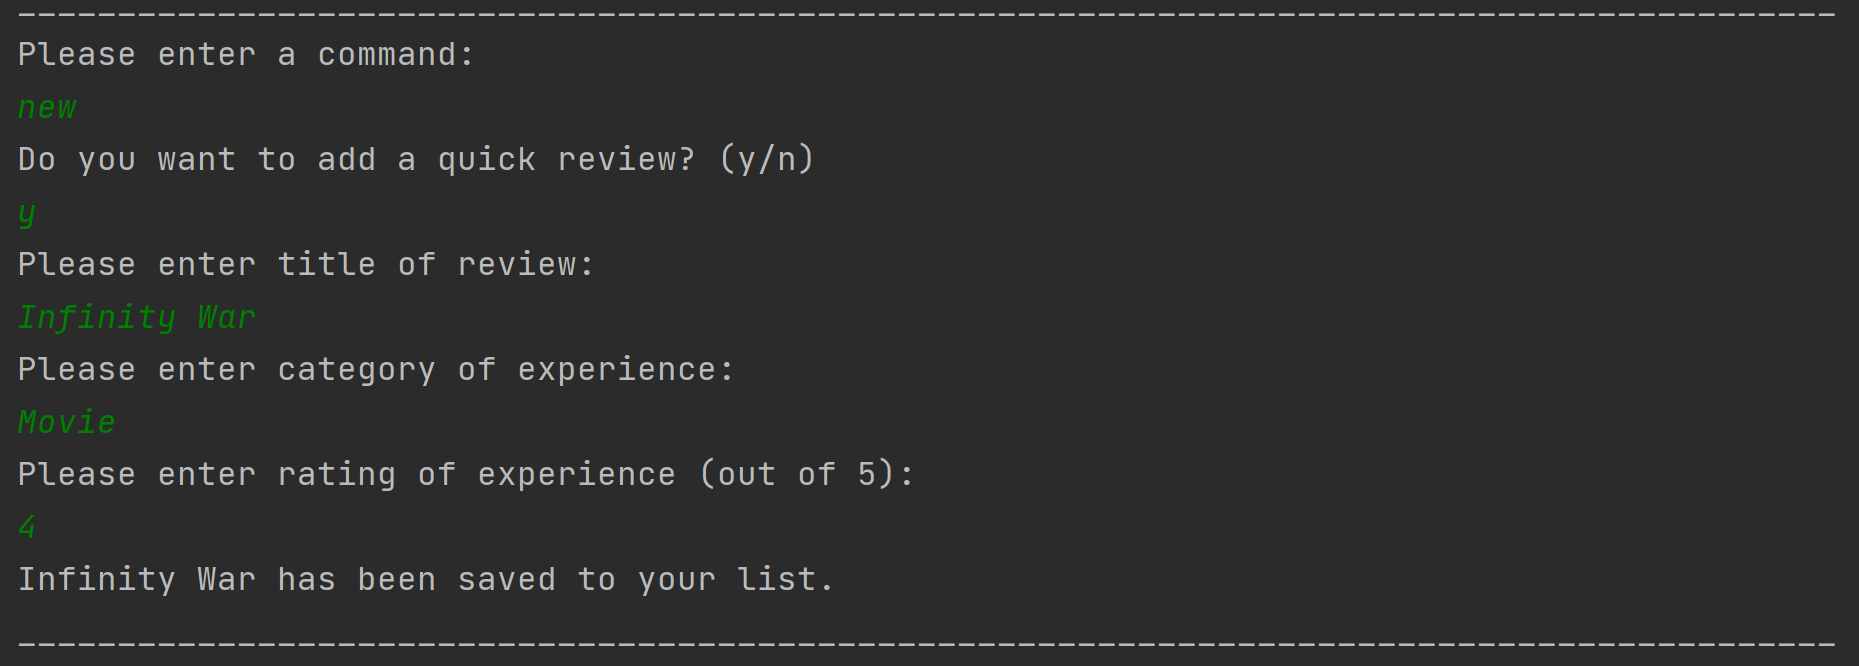 -------------------------------------------------------------------------------------------
Please enter a command:
new
Do you want to add a quick review? (y/n)
y
Please enter title of review:
Infinity War
Please enter category of experience:
Movie
Please enter rating of experience (out of 5):
4
Infinity War has been saved to your list.
-------------------------------------------------------------------------------------------